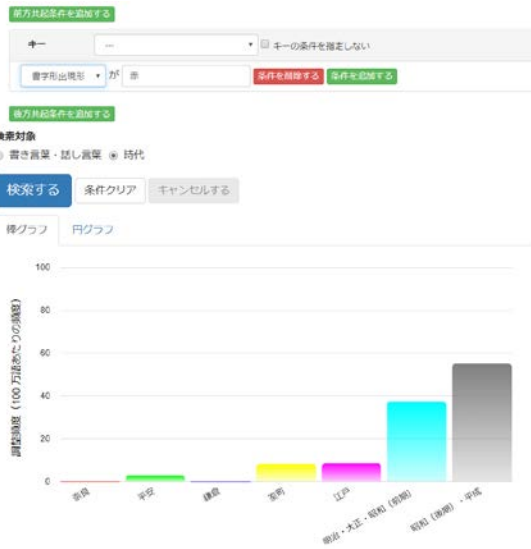 前方共起条件を追加する
キー --- キーの条件を指定しない
書字形出現形 が 赤 条件を削除する 条件を追加する
後方共起条件を追加する
検索対象
書き言葉・話し言葉 時代
検索する 条件クリア キャンセルする
棒グラフ 円グラフ
調整頻度（100万語あたりの頻度）
100
80
60
40
20
0
奈良 平安 鎌倉 室町 江戸 明治・大正・昭和（前期） 昭和（後期）・平成